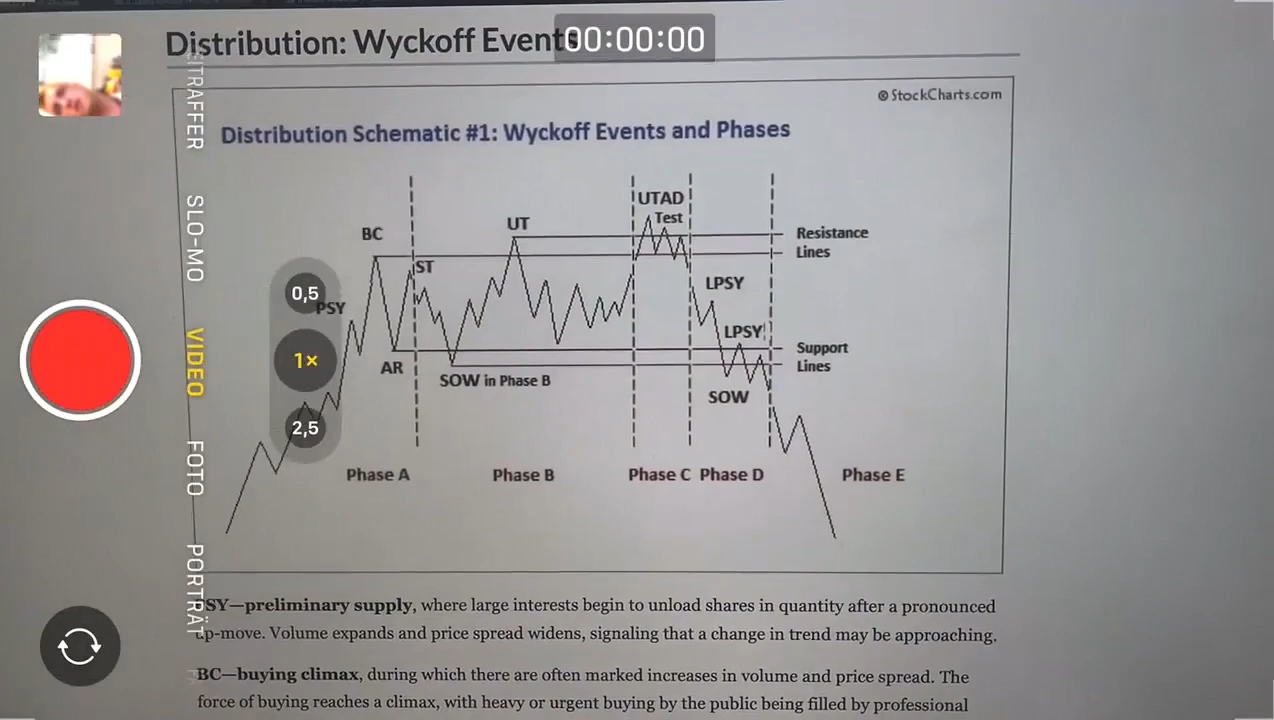 Distribution: Wyckoff Event
00:00:00
© StockCharts.com
Distribution Schematic #1: Wyckoff Events and Phases
ZEITRAFFER
SLO-MO
VIDEO
FOTO
PORTRÄT
0,5
1×
2,5
PSY
BC
ST
AR
UT
SOW in Phase B
UTAD
Test
LPSY
LPSY
SOW
Resistance
Lines
Support
Lines
Phase A
Phase B
Phase C
Phase D
Phase E
PSY—preliminary supply, where large interests begin to unload shares in quantity after a pronounced
up-move. Volume expands and price spread widens, signaling that a change in trend may be approaching.
BC—buying climax, during which there are often marked increases in volume and price spread. The
force of buying reaches a climax, with heavy or urgent buying by the public being filled by professional